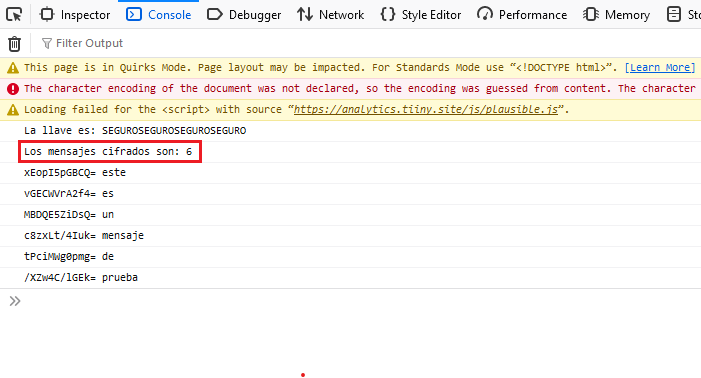 Inspector Console Debugger Network Style Editor Performance Memory Sto
Filter Output
This page is in Quirks Mode. Page layout may be impacted. For Standards Mode use “<!DOCTYPE html>”. [Learn More]
The character encoding of the document was not declared, so the encoding was guessed from content. The character
Loading failed for the <script> with source “https://analytics.tiiny.site/js/plausible.js”.
La llave es: SEGUROSEGUROSEGUROSEGURO
Los mensajes cifrados son: 6
xEopI5pGBCQ= este
vGECWVrA2f4= es
MBDQE5ZiDsQ= un
c8zxLt/4Iuk= mensaje
tPciMWg0pmg= de
/XZw4C/lGEk= prueba